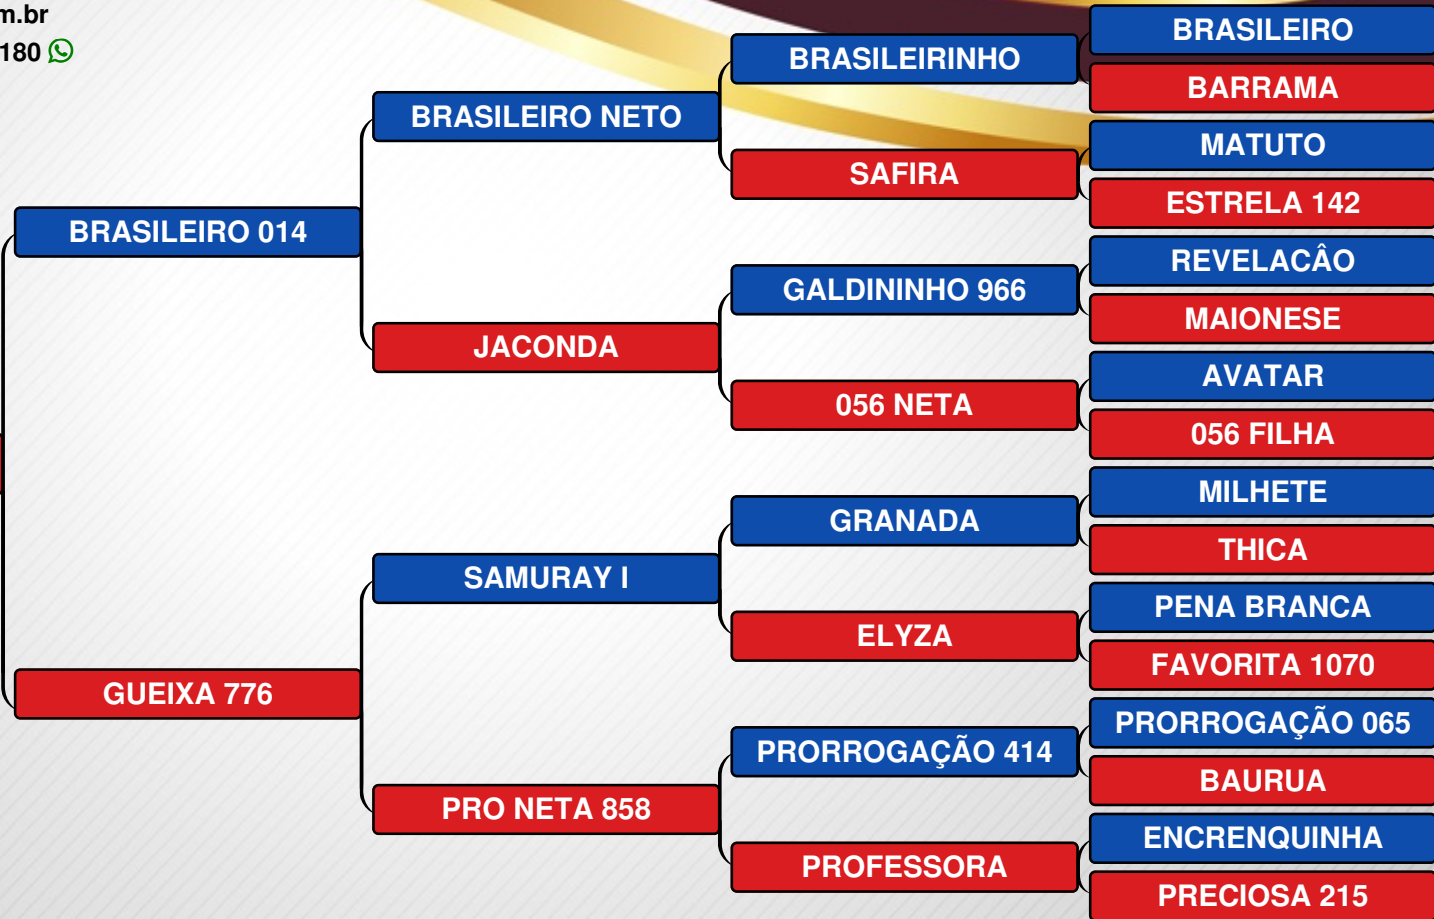 m.br
180
BRASILEIRO 014
GUEIXA 776
BRASILEIRO NETO
JACONDA
SAMURAY I
PRO NETA 858
BRASILEIRINHO
SAFIRA
GALDININHO 966
056 NETA
GRANADA
ELYZA
PRORROGAÇÃO 414
PROFESSORA
BRASILEIRO
BARRAMA
MATUTO
ESTRELA 142
REVELACÂO
MAIONESE
AVATAR
056 FILHA
MILHETE
THICA
PENA BRANCA
FAVORITA 1070
PRORROGAÇÃO 065
BAURUA
ENCRENQUINHA
PRECIOSA 215